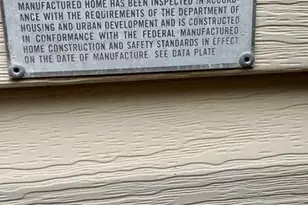 MANUFACTURED HOME HAS BEEN INSPECTED IN ACCORD-
ANCE WITH THE REQUIREMENTS OF THE DEPARTMENT OF
HOUSING AND URBAN DEVELOPMENT AND IS CONSTRUCTED
IN CONFORMANCE WITH THE FEDERAL MANUFACTURED
HOME CONSTRUCTION AND SAFETY STANDARDS IN EFFECT
ON THE DATE OF MANUFACTURE. SEE DATA PLATE